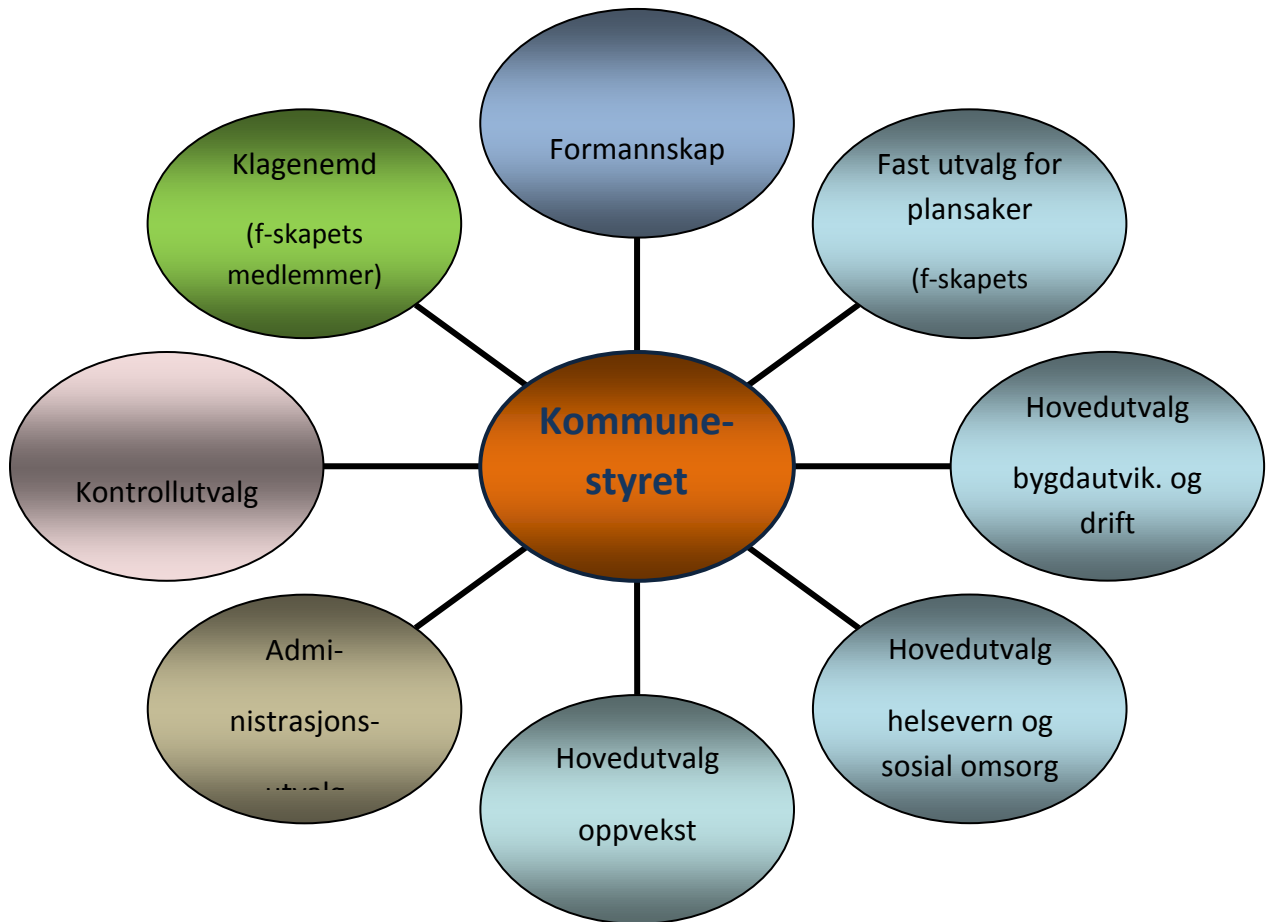 Formannskap
Fast utvalg for
plansaker
(f-skapets
Hovedutvalg
bygdautvik. og
drift
Hovedutvalg
helsevern og
sosial omsorg
Hovedutvalg
oppvekst
Admi-
nistrasjons-
utvalg
Kontrollutvalg
Klagenemd
(f-skapets
medlemmer)
Kommune-
styret